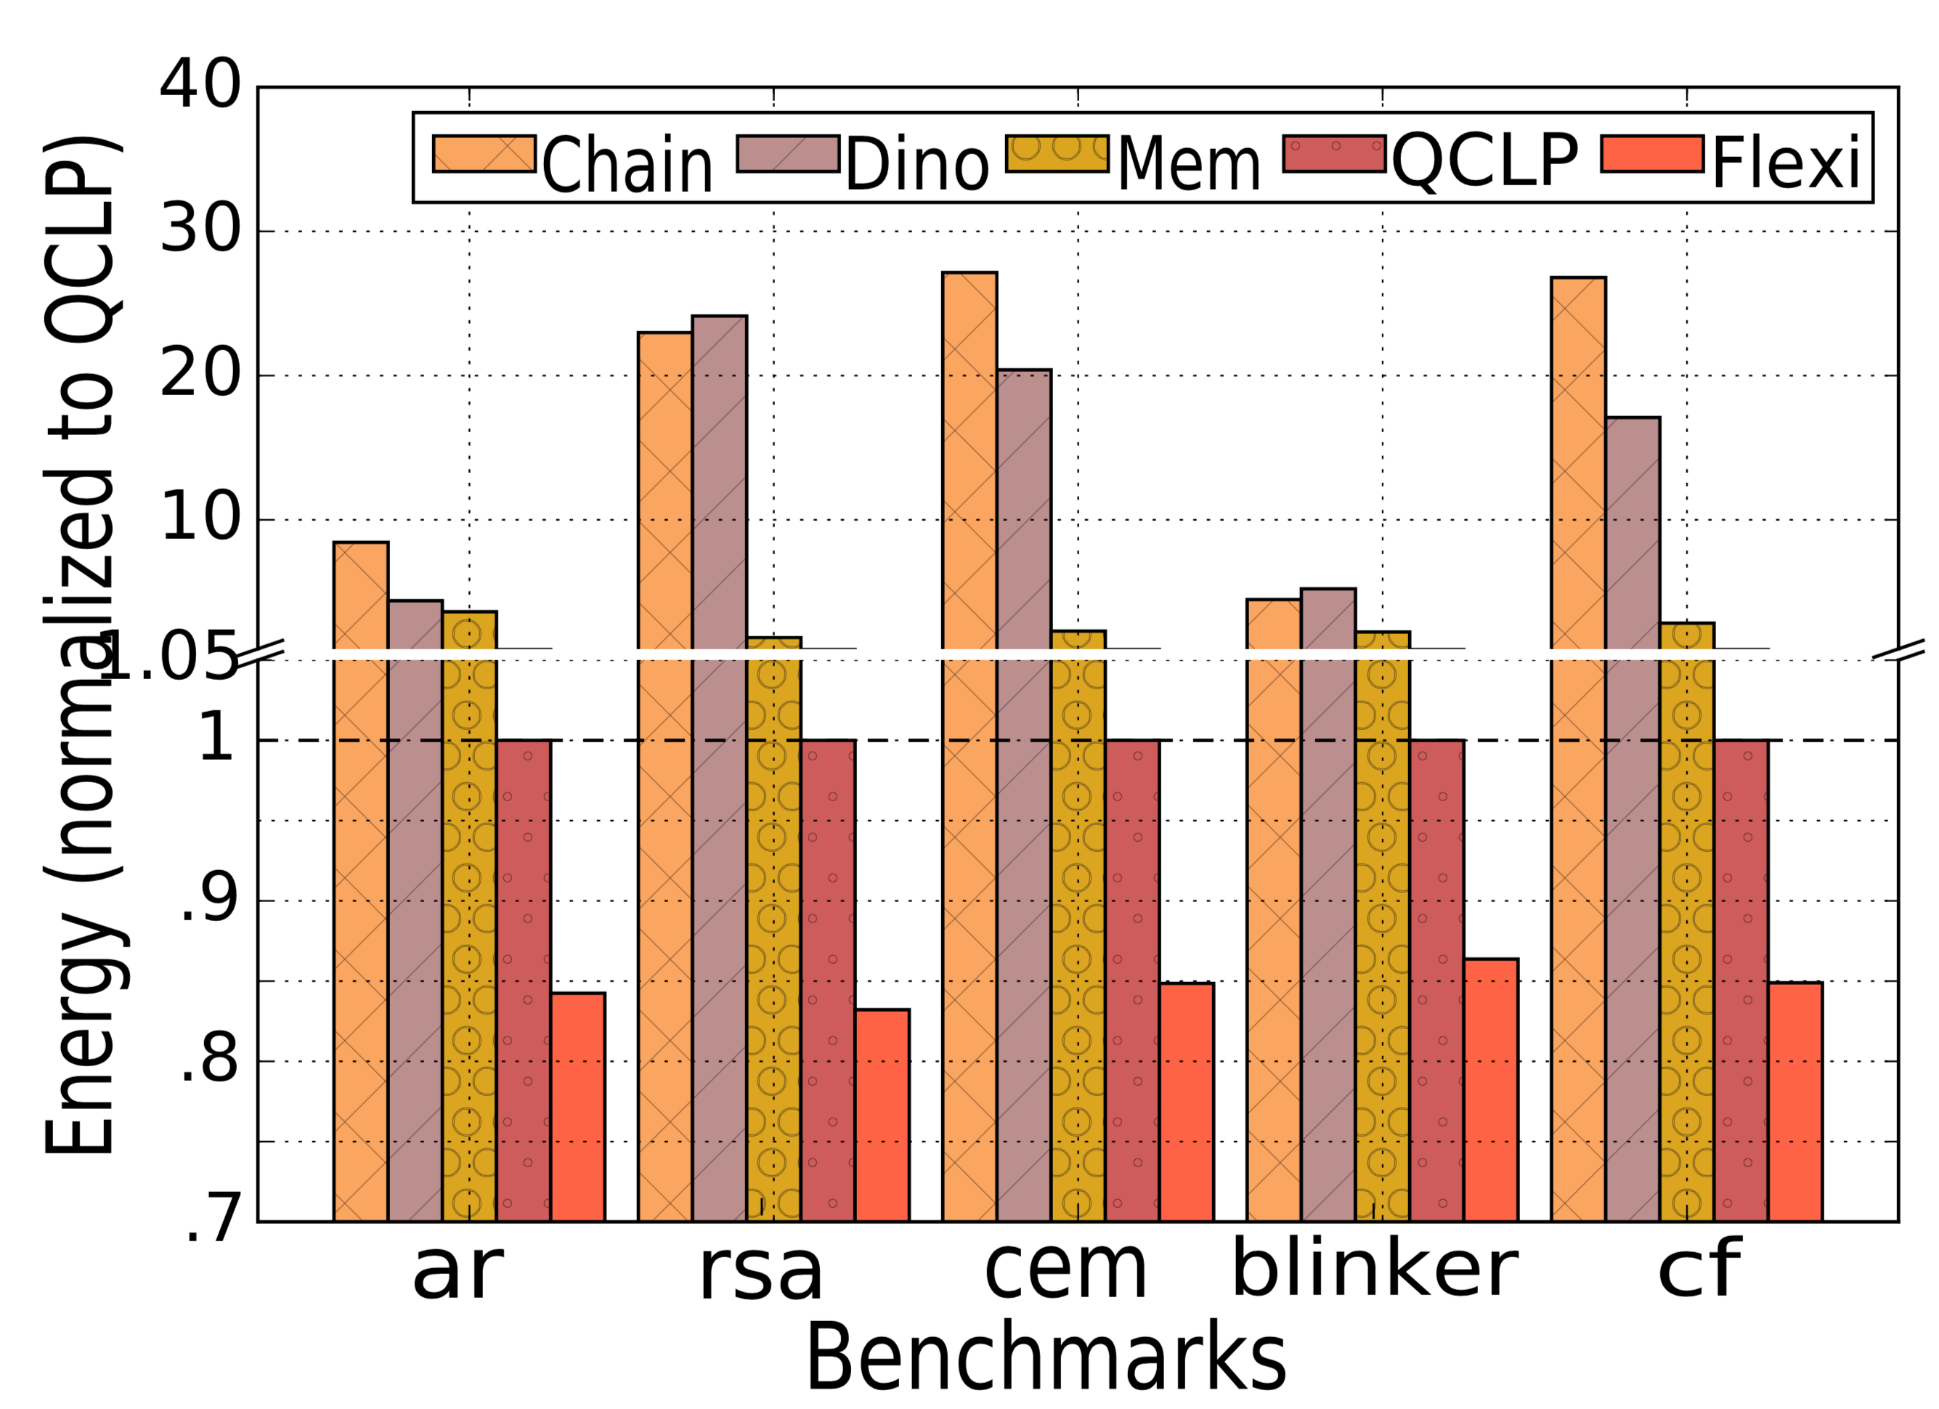 Energy (normalized to QCLP)
40
30
20
10
1.05
1
.9
.8
.7
Chain Dino Mem QCLP Flexi
ar rsa cem blinker cf
Benchmarks